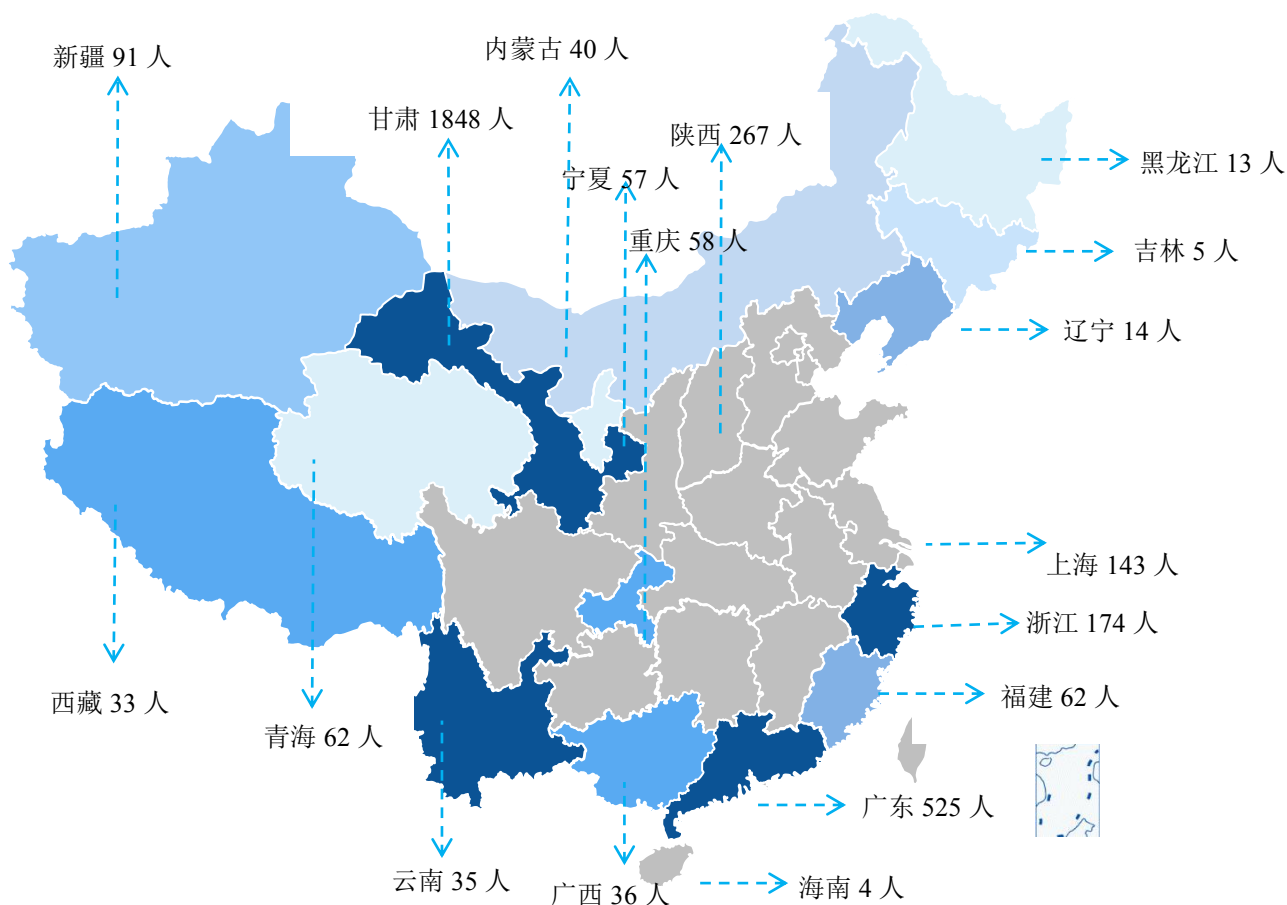 新疆 91 人
内蒙古 40 人
甘肃 1848 人
陕西 267 人
黑龙江 13 人
宁夏 57 人
重庆 58 人
吉林 5 人
辽宁 14 人
上海 143 人
浙江 174 人
西藏 33 人
福建 62 人
青海 62 人
广东 525 人
云南 35 人
广西 36 人
海南 4 人